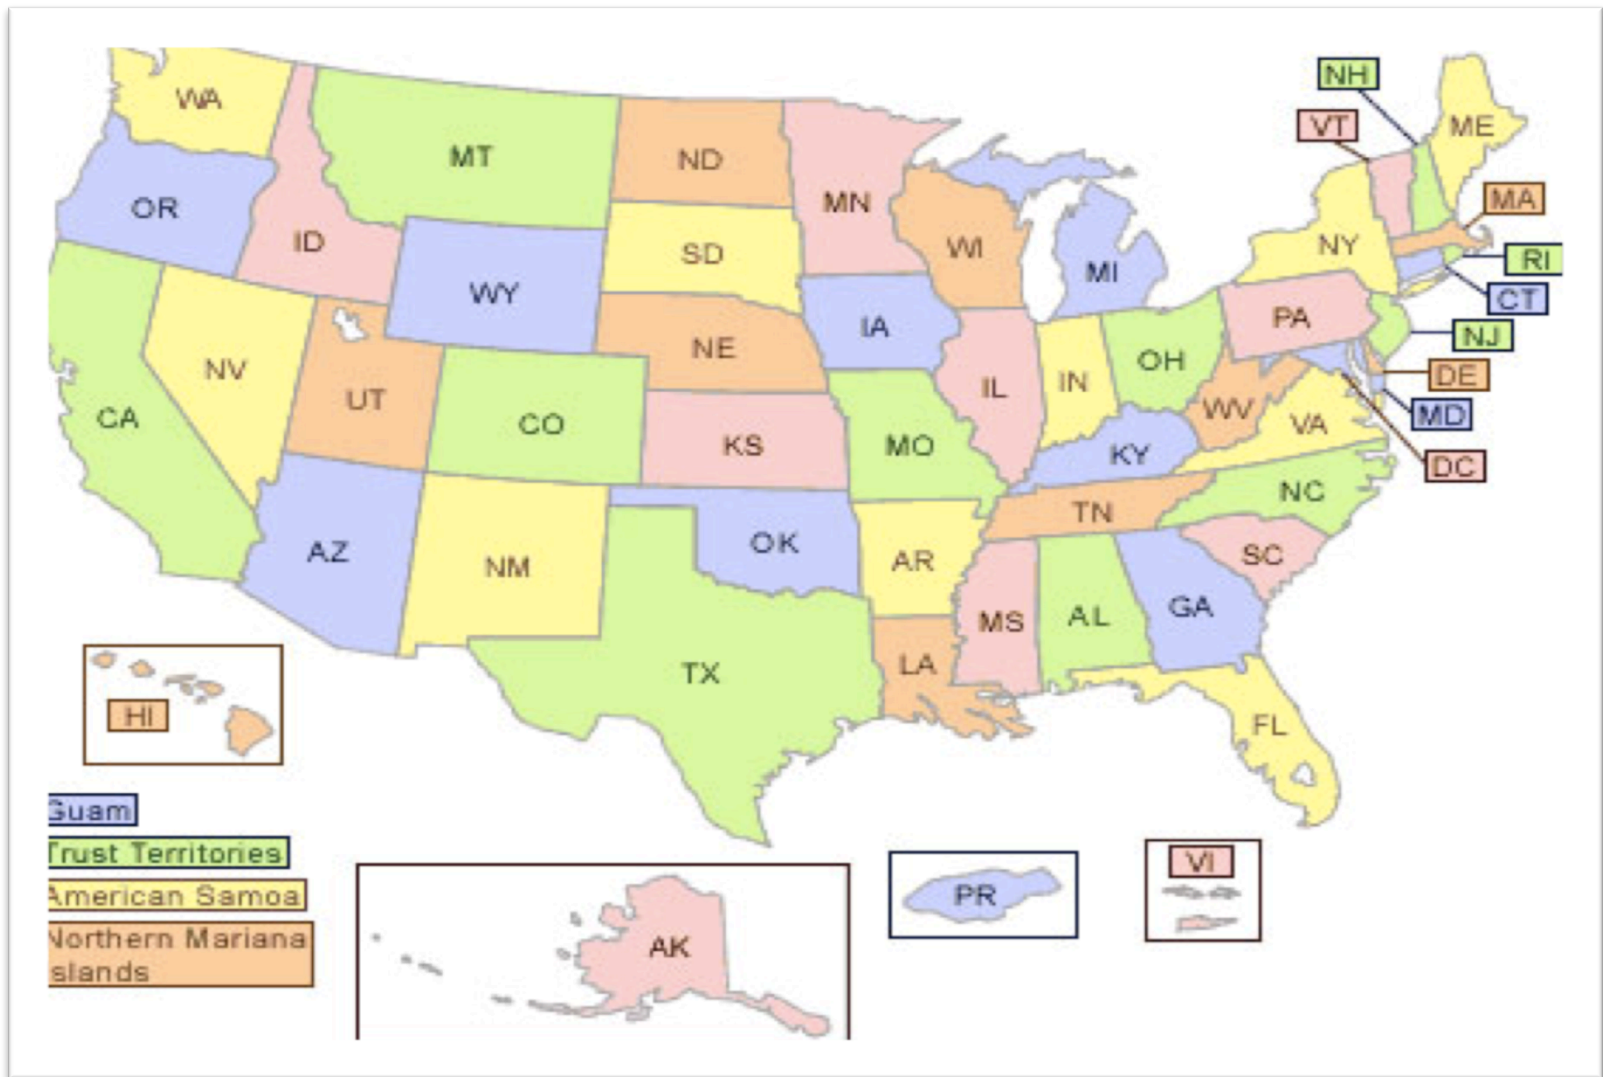 WA
MT
ND
MN
OR
ID
WY
SD
WI
MI
NY
ME
NH
VT
MA
RI
CT
NJ
DE
MD
DC
CA
NV
UT
CO
NE
IA
IL
IN
OH
PA
WV
VA
KS
MO
KY
NC
TN
SC
AZ
NM
OK
AR
MS
AL
GA
TX
LA
FL
HI
Guam
Trust Territories
American Samoa
Northern Mariana
Islands
AK
PR
VI